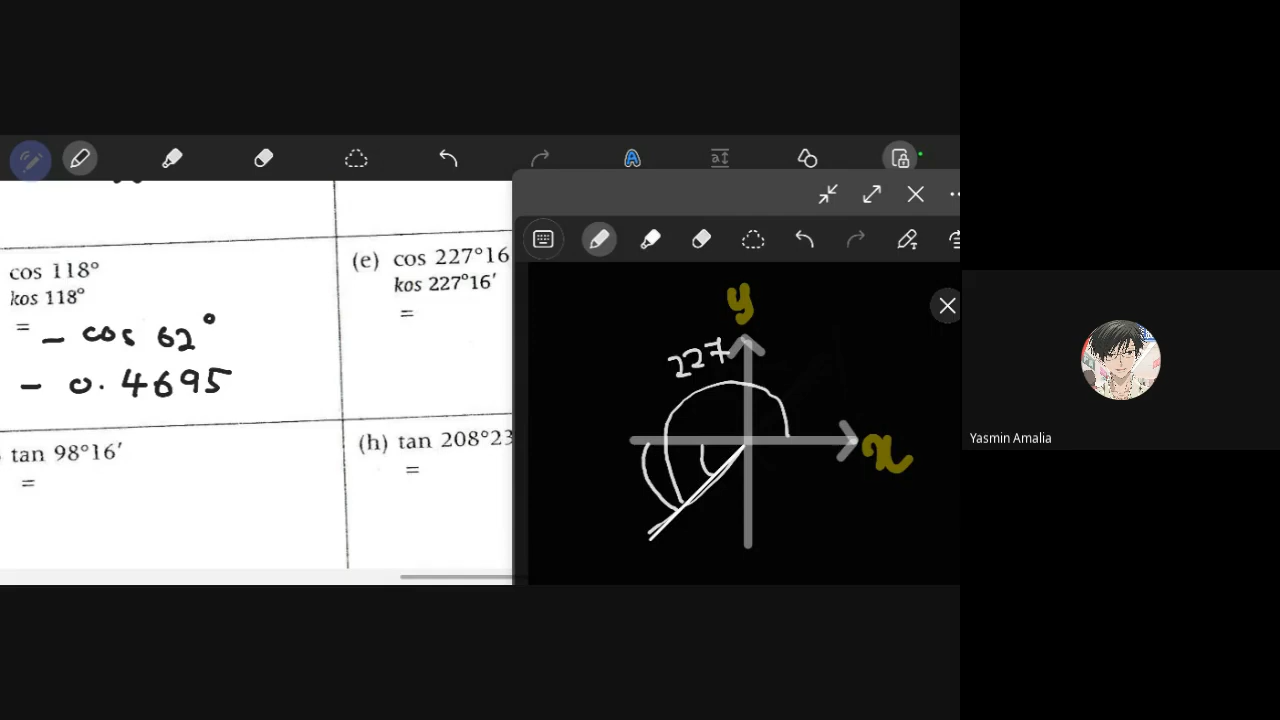 cos 118°
kos 118°
= - cos 62°
- 0.4695
(e) cos 227°16
kos 227°16′
=
tan 98°16′
=
(h) tan 208°23
=
y
227
x
Yasmin Amalia